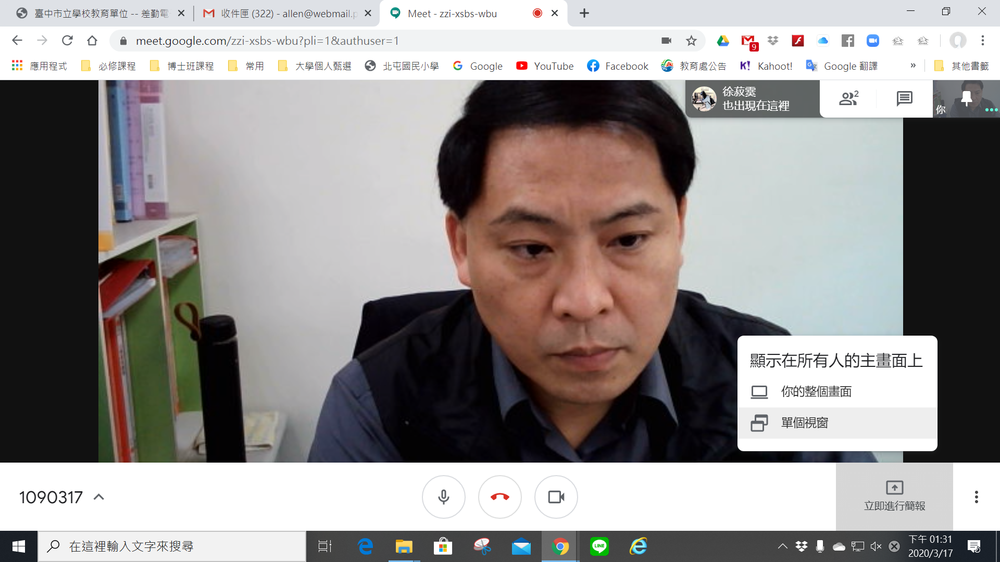 臺中市立學校教育單位 -- 差勤電
收件匣 (322) - allen@webmail.p
Meet - zzi-xsbs-wbu
meet.google.com/zzi-xsbs-wbu?pli=1&authuser=1
9
應用程式
必修課程
博士班課程
常用
大學個人甄選
北屯國民小學
Google
YouTube
Facebook
教育處公告
Kahoot!
Google 翻譯
»
其他書籤
徐菽霙
也出現在這裡
2
你
顯示在所有人的主畫面上
你的整個畫面
單個視窗
1090317
立即進行簡報
在這裡輸入文字來搜尋
LINE
下午 01:31
2020/3/17